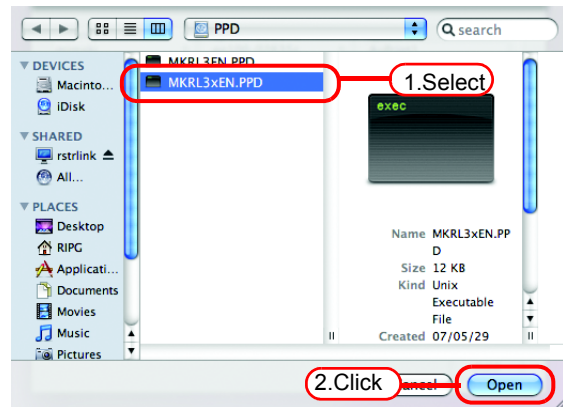 PPD
search
DEVICES
Macinto...
iDisk
SHARED
rstrlink
All...
PLACES
Desktop
RIPG
Applicati...
Documents
Movies
Music
Pictures
MKRL3EN.PPD
MKRL3xEN.PPD
1.Select
exec
Name MKRL3xEN.PP
D
Size 12 KB
Kind Unix
Executable
File
Created 07/05/29
2.Click
Open